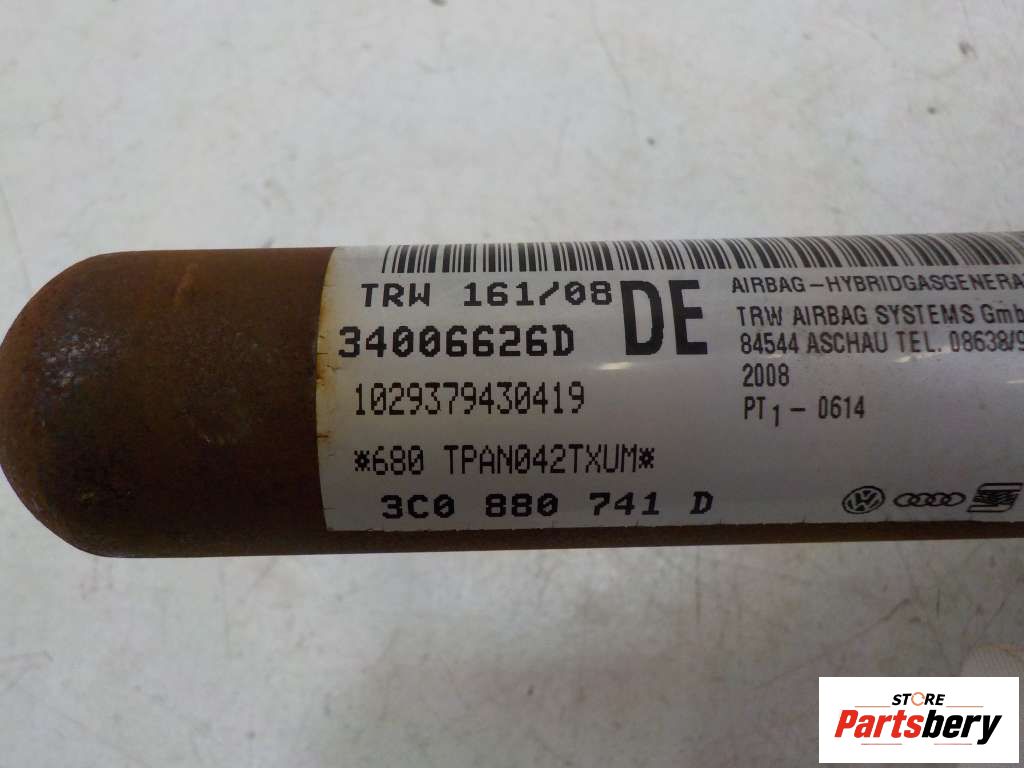 TRW 161/08
34006626D
DE
1029379430419
*680 TPAN042TXUM*
3C0 880 741 D
AIRBAG-HYBRIDGASGENERA
TRW AIRBAG SYSTEMS Gmb
84544 ASCHAU TEL. 08638/9
2008
PT1-0614
STORE
Partsbery